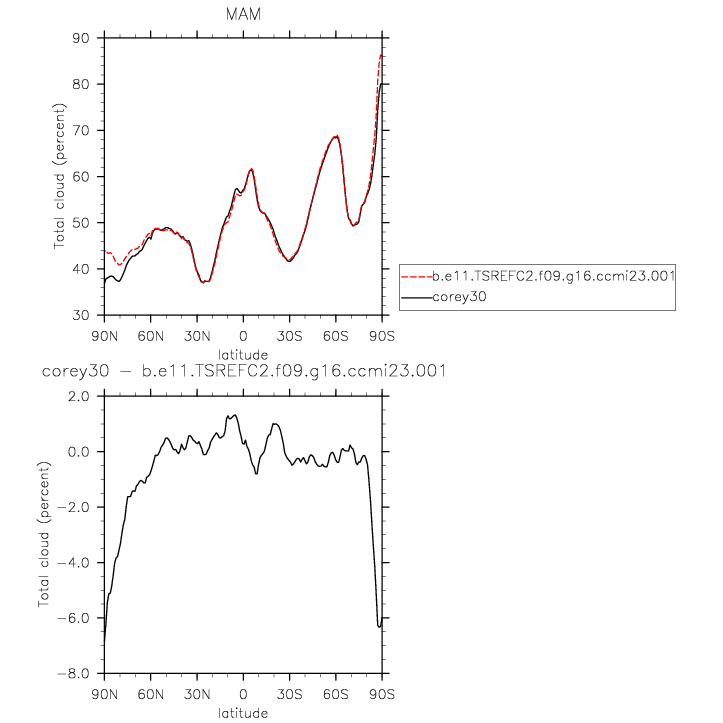 MAM
90
80
70
60
50
40
30
Total cloud (percent)
90N 60N 30N 0 30S 60S 90S
latitude
b.e11.TSREFC2.f09.g16.ccmi23.001
corey30
corey30 − b.e11.TSREFC2.f09.g16.ccmi23.001
2.0
0.0
−2.0
−4.0
−6.0
−8.0
Total cloud (percent)
90N 60N 30N 0 30S 60S 90S
latitude